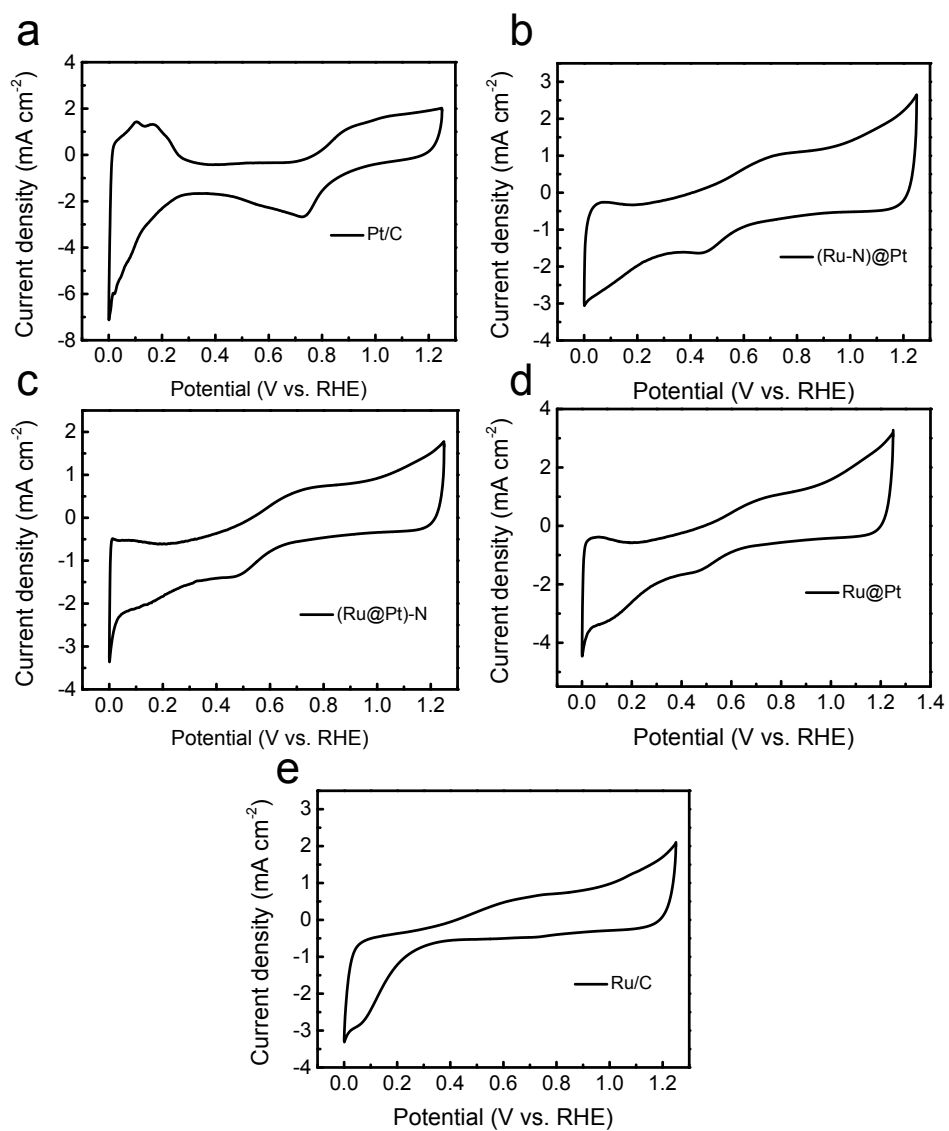 a
Current density (mA cm-2)
4
2
0
-2
-4
-6
-8
Pt/C
0.0 0.2 0.4 0.6 0.8 1.0 1.2
Potential (V vs. RHE)
b
Current density (mA cm-2)
3
2
1
0
-1
-2
-3
-4
(Ru-N)@Pt
0.0 0.2 0.4 0.6 0.8 1.0 1.2
Potential (V vs. RHE)
c
Current density (mA cm-2)
2
1
0
-1
-2
-3
-4
(Ru@Pt)-N
0.0 0.2 0.4 0.6 0.8 1.0 1.2
Potential (V vs. RHE)
d
Current density (mA cm-2)
4
2
0
-2
-4
Ru@Pt
0.0 0.2 0.4 0.6 0.8 1.0 1.2 1.4
Potential (V vs. RHE)
e
Current density (mA cm-2)
3
2
1
0
-1
-2
-3
-4
Ru/C
0.0 0.2 0.4 0.6 0.8 1.0 1.2
Potential (V vs. RHE)